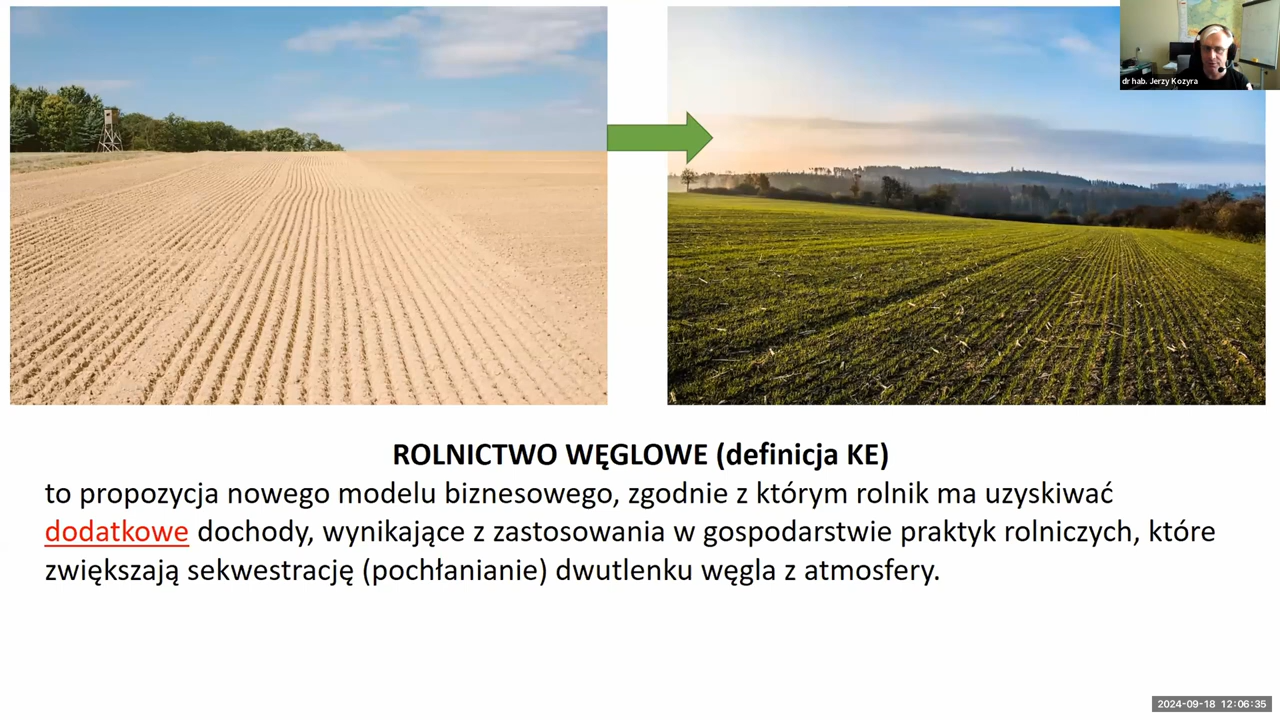 dr hab. Jerzy Kozyra
ROLNICTWO WĘGLOWE (definicja KE)
to propozycja nowego modelu biznesowego, zgodnie z którym rolnik ma uzyskiwać
dodatkowe dochody, wynikające z zastosowania w gospodarstwie praktyk rolniczych, które
zwiększają sekwestrację (pochłanianie) dwutlenku węgla z atmosfery.
2024-09-18 12:06:35